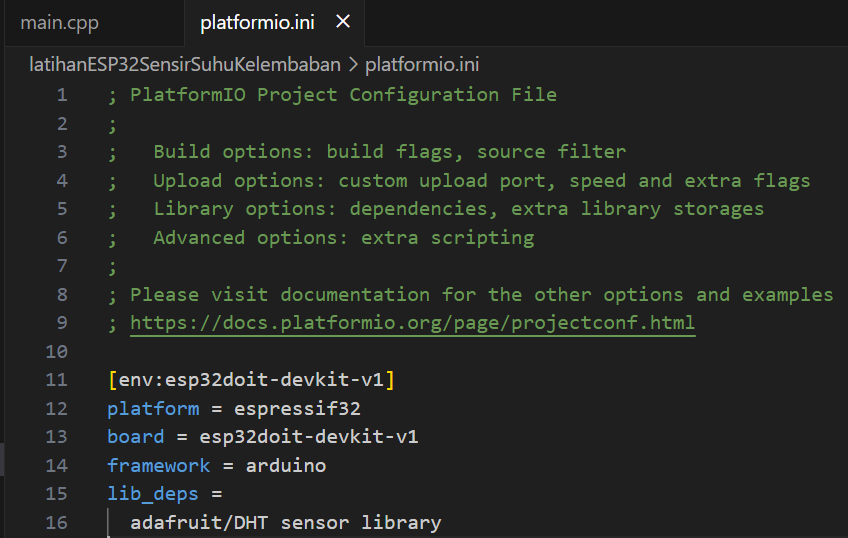 main.cpp platformio.ini ×
latihanESP32SensirSuhuKelembaban > platformio.ini
1 ; PlatformIO Project Configuration File
2 ;
3 ;   Build options: build flags, source filter
4 ;   Upload options: custom upload port, speed and extra flags
5 ;   Library options: dependencies, extra library storages
6 ;   Advanced options: extra scripting
7 ;
8 ; Please visit documentation for the other options and examples
9 ; https://docs.platformio.org/page/projectconf.html
10
11 [env:esp32doit-devkit-v1]
12 platform = espressif32
13 board = esp32doit-devkit-v1
14 framework = arduino
15 lib_deps =
16   adafruit/DHT sensor library